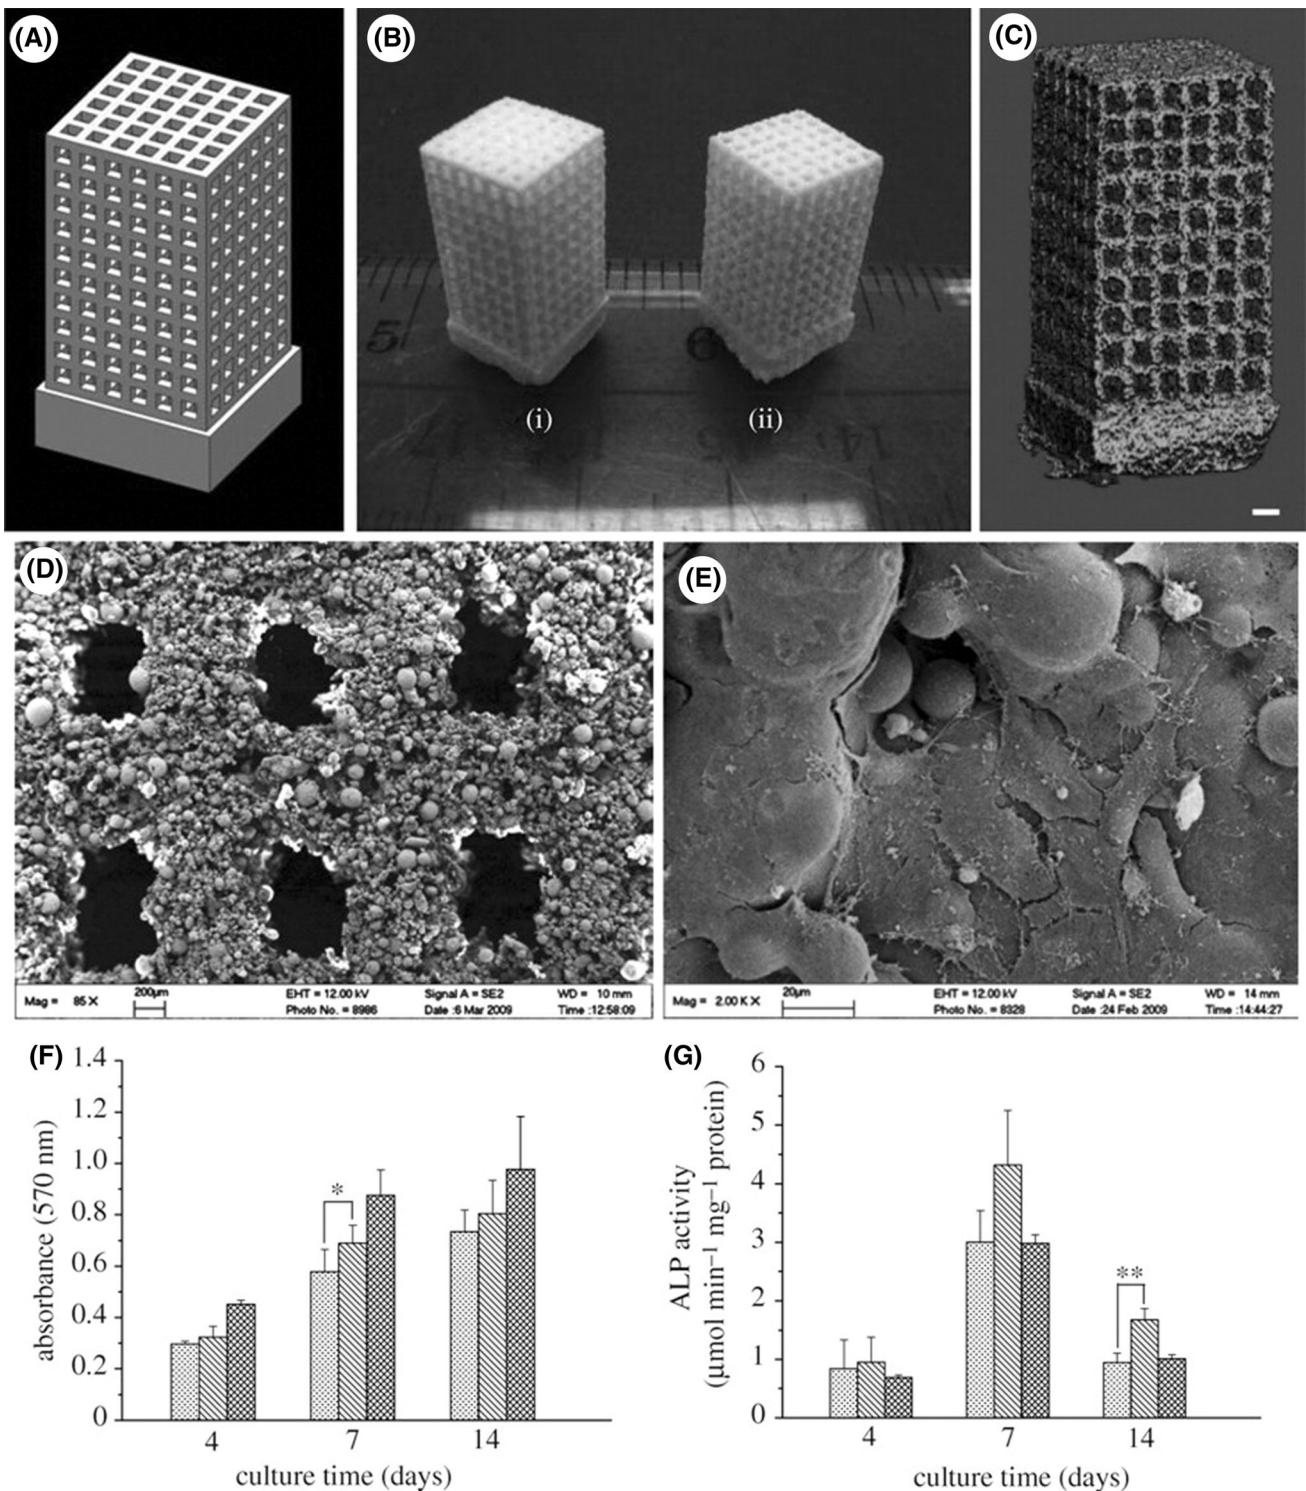 (A)
(B)
(C)
5
6
(i)
(ii)
17
15
14
(D)
(E)
Mag = 85 X
200µm
EHT = 12.00 kV
Signal A = SE2
WD = 10 mm
Photo No. = 8986
Date :6 Mar 2009
Time :12:58:09
Mag = 2.00 K X
20µm
EHT = 12.00 kV
Signal A = SE2
WD = 14 mm
Photo No. = 8328
Date :24 Feb 2009
Time :14:44:27
(F)
absorbance (570 nm)
1.4
1.2
1.0
0.8
0.6
0.4
0.2
0
*
4
7
14
culture time (days)
(G)
ALP activity
(µmol min⁻¹ mg⁻¹ protein)
6
5
4
3
2
1
0
**
4
7
14
culture time (days)